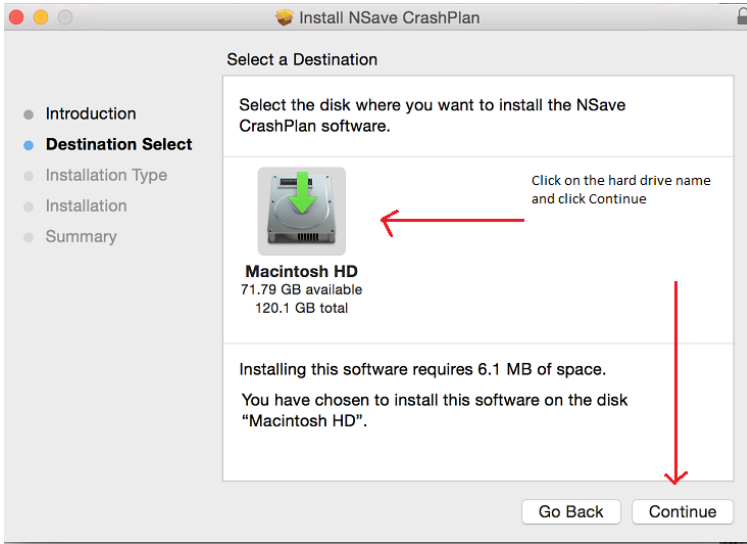 Install NSave CrashPlan
Select a Destination
Introduction
Destination Select
Installation Type
Installation
Summary
Select the disk where you want to install the NSave
CrashPlan software.
Click on the hard drive name
and click Continue
Macintosh HD
71.79 GB available
120.1 GB total
Installing this software requires 6.1 MB of space.
You have chosen to install this software on the disk
“Macintosh HD”.
Go Back
Continue